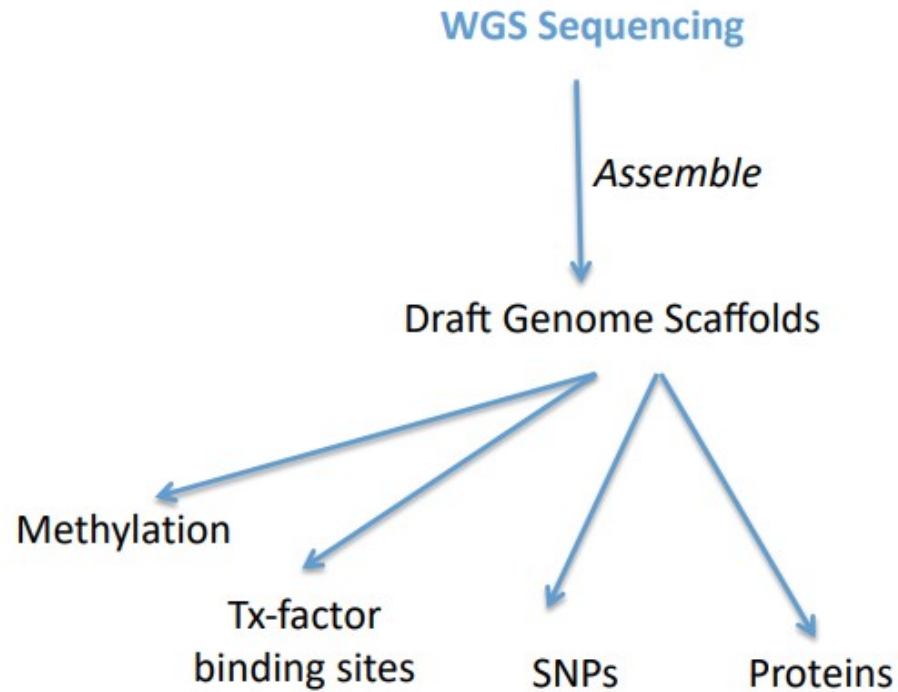 WGS Sequencing
Assemble
Draft Genome Scaffolds
Methylation
Tx-factor
binding sites
SNPs
Proteins